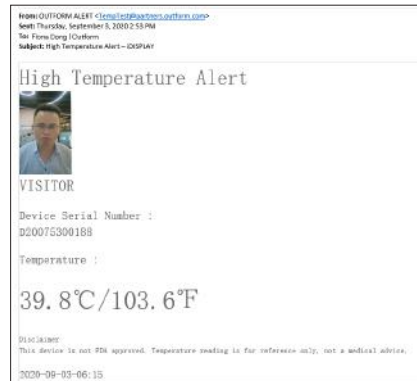 From: OUTFORM ALERT <TempTest@partners.outform.com>
Sent: Thursday, September 3, 2020 2:53 PM
To: Fiona Dong | Outform
Subject: High Temperature Alert – iDISPLAY
High Temperature Alert
VISITOR
Device Serial Number :
D20075300188
Temperature :
39.8℃/103.6℉
Disclaimer
This device is not FDA approved. Temperature reading is for reference only, not a medical advice.
2020-09-03-06:15